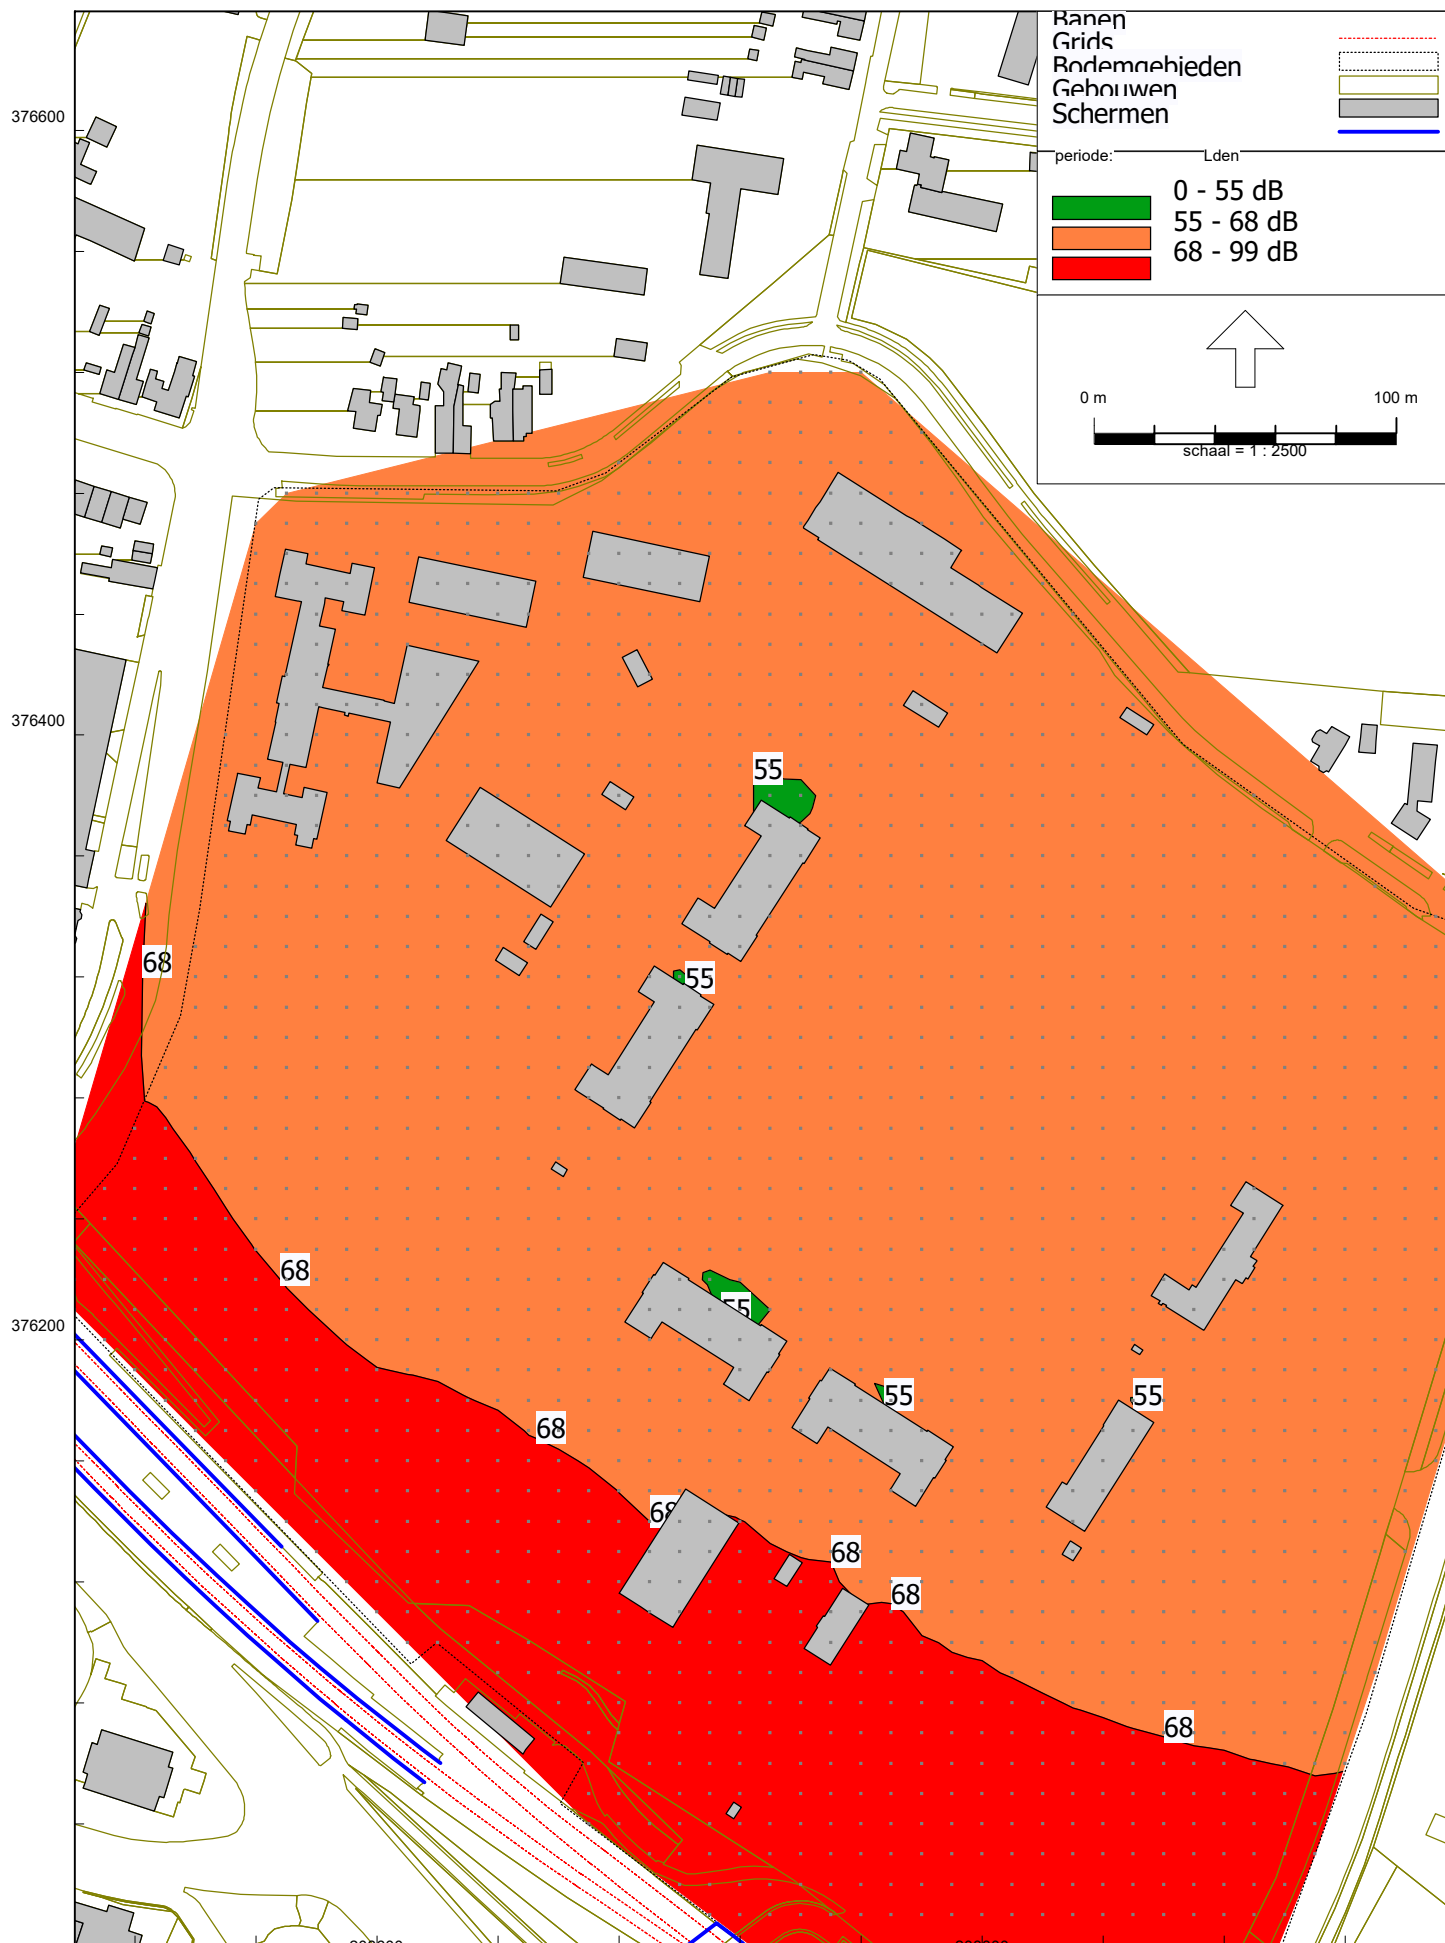 Banen
Grids
Bodemgebieden
Gebouwen
Schermen
periode: Lden
0 - 55 dB
55 - 68 dB
68 - 99 dB
0 m 100 m
schaal = 1 : 2500
376600
376400
376200
55
68
55
68
55
55
55
68
68
68
68
68